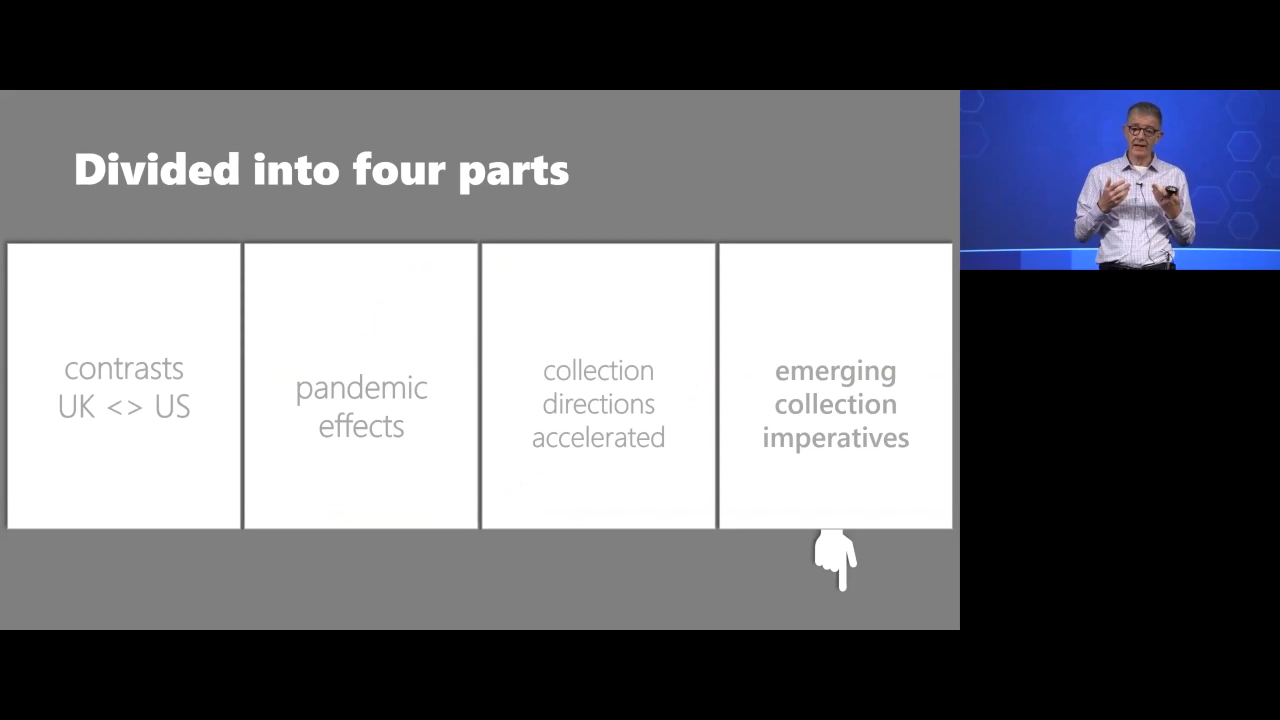 Divided into four parts
contrasts
UK <> US
pandemic
effects
collection
directions
accelerated
emerging
collection
imperatives